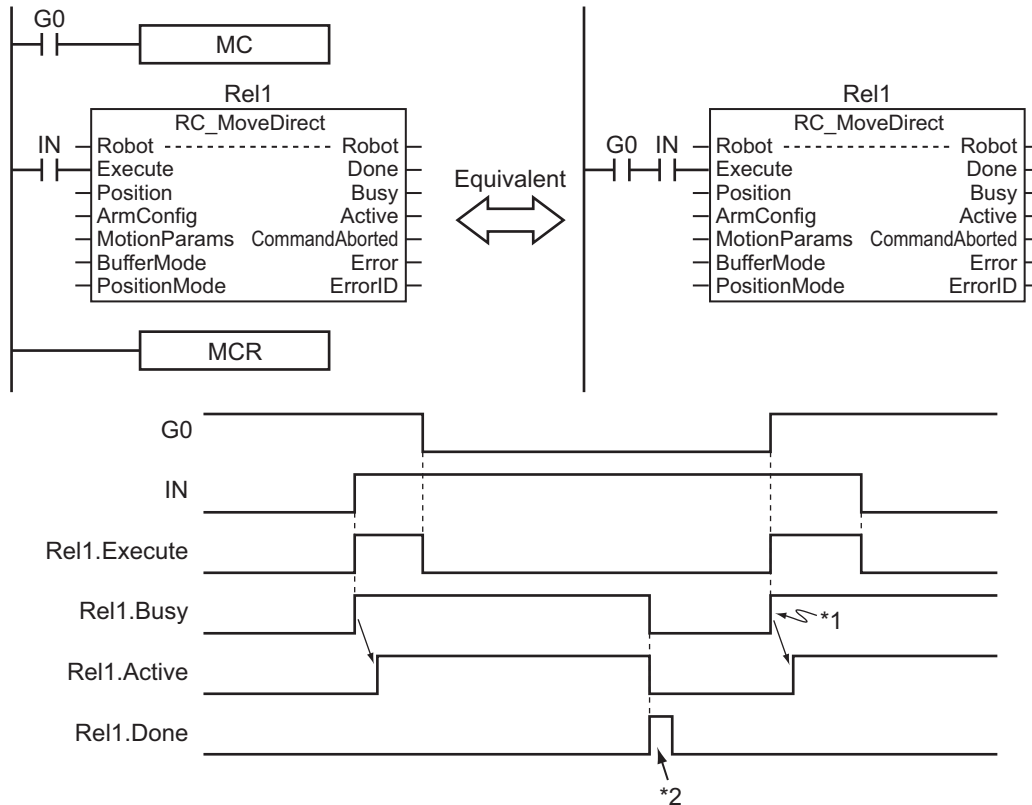 G0
MC
Rel1
RC_MoveDirect
IN
Robot Robot
Execute Done
Position Busy
ArmConfig Active
MotionParams CommandAborted
BufferMode Error
PositionMode ErrorID
MCR
Equivalent
Rel1
RC_MoveDirect
G0 IN
Robot Robot
Execute Done
Position Busy
ArmConfig Active
MotionParams CommandAborted
BufferMode Error
PositionMode ErrorID
G0
IN
Rel1.Execute
Rel1.Busy
*1
Rel1.Active
Rel1.Done
*2